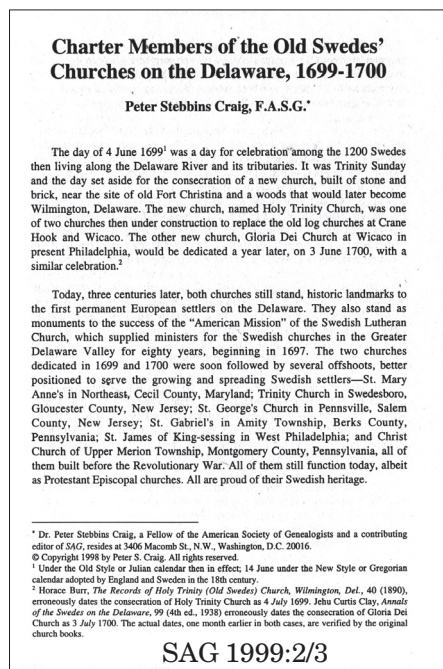 Charter Members of the Old Swedes'
Churches on the Delaware, 1699-1700
Peter Stebbins Craig, F.A.S.G.*
The day of 4 June 1699¹ was a day for celebration among the 1200 Swedes
then living along the Delaware River and its tributaries. It was Trinity Sunday
and the day set aside for the consecration of a new church, built of stone and
brick, near the site of old Fort Christina and a woods that would later become
Wilmington, Delaware. The new church, named Holy Trinity Church, was one
of two churches then under construction to replace the old log churches at Crane
Hook and Wicaco. The other new church, Gloria Dei Church at Wicaco in
present Philadelphia, would be dedicated a year later, on 3 June 1700, with a
similar celebration.²
Today, three centuries later, both churches still stand, historic landmarks to
the first permanent European settlers on the Delaware. They also stand as
monuments to the success of the “American Mission” of the Swedish Lutheran
Church, which supplied ministers for the Swedish churches in the Greater
Delaware Valley for eighty years, beginning in 1697. The two churches
dedicated in 1699 and 1700 were soon followed by several offshoots, better
positioned to serve the growing and spreading Swedish settlers—St. Mary
Anne's in Northeast, Cecil County, Maryland; Trinity Church in Swedesboro,
Gloucester County, New Jersey; St. George's Church in Pennsville, Salem
County, New Jersey; St. Gabriel's in Amity Township, Berks County,
Pennsylvania; St. James of King-sessing in West Philadelphia; and Christ
Church of Upper Merion Township, Montgomery County, Pennsylvania, all of
them built before the Revolutionary War. All of them still function today, albeit
as Protestant Episcopal churches. All are proud of their Swedish heritage.
* Dr. Peter Stebbins Craig, a Fellow of the American Society of Genealogists and a contributing
editor of SAG, resides at 3406 Macomb St., N.W., Washington, D.C. 20016.
© Copyright 1998 by Peter S. Craig. All rights reserved.
¹ Under the Old Style or Julian calendar then in effect; 14 June under the New Style or Gregorian
calendar adopted by England and Sweden in the 18th century.
² Horace Burr, The Records of Holy Trinity (Old Swedes) Church, Wilmington, Del., 40 (1890),
erroneously dates the consecration of Holy Trinity Church as 4 July 1699. Jehu Curtis Clay, Annals
of the Swedes on the Delaware, 99 (4th ed., 1938) erroneously dates the consecration of Gloria Dei
Church as 3 July 1700. The actual dates, one month earlier in both cases, are verified by the original
church books.
SAG 1999:2/3